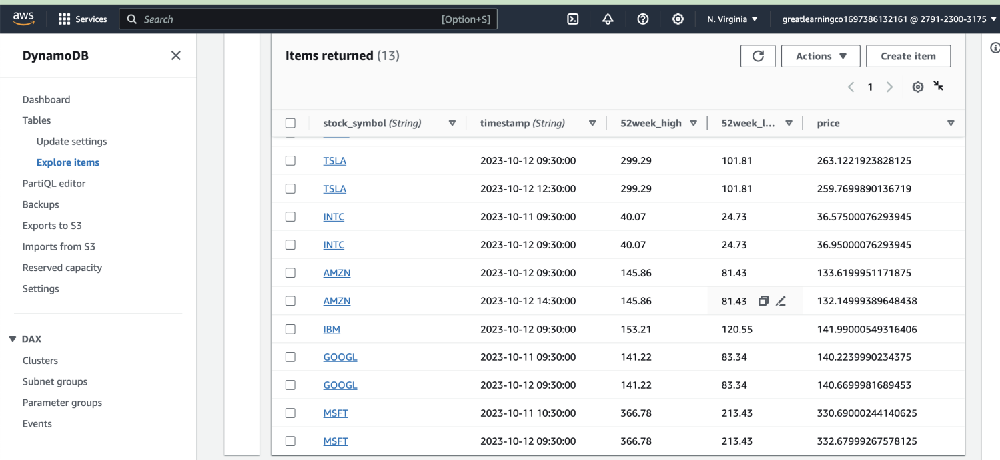 aws Services Search [Option+S] N. Virginia greatlearningco1697386132161 @ 2791-2300-3175
DynamoDB
Dashboard
Tables
Update settings
Explore items
PartiQL editor
Backups
Exports to S3
Imports from S3
Reserved capacity
Settings
DAX
Clusters
Subnet groups
Parameter groups
Events
Items returned (13)
Actions Create item
1
stock_symbol (String) timestamp (String) 52week_high 52week_l... price
TSLA 2023-10-12 09:30:00 299.29 101.81 263.1221923828125
TSLA 2023-10-12 12:30:00 299.29 101.81 259.7699890136719
INTC 2023-10-11 09:30:00 40.07 24.73 36.57500076293945
INTC 2023-10-12 09:30:00 40.07 24.73 36.95000076293945
AMZN 2023-10-12 09:30:00 145.86 81.43 133.6199951171875
AMZN 2023-10-12 14:30:00 145.86 81.43 132.14999389648438
IBM 2023-10-12 09:30:00 153.21 120.55 141.99000549316406
GOOGL 2023-10-11 09:30:00 141.22 83.34 140.2239990234375
GOOGL 2023-10-12 09:30:00 141.22 83.34 140.6699981689453
MSFT 2023-10-11 10:30:00 366.78 213.43 330.69000244140625
MSFT 2023-10-12 09:30:00 366.78 213.43 332.67999267578125